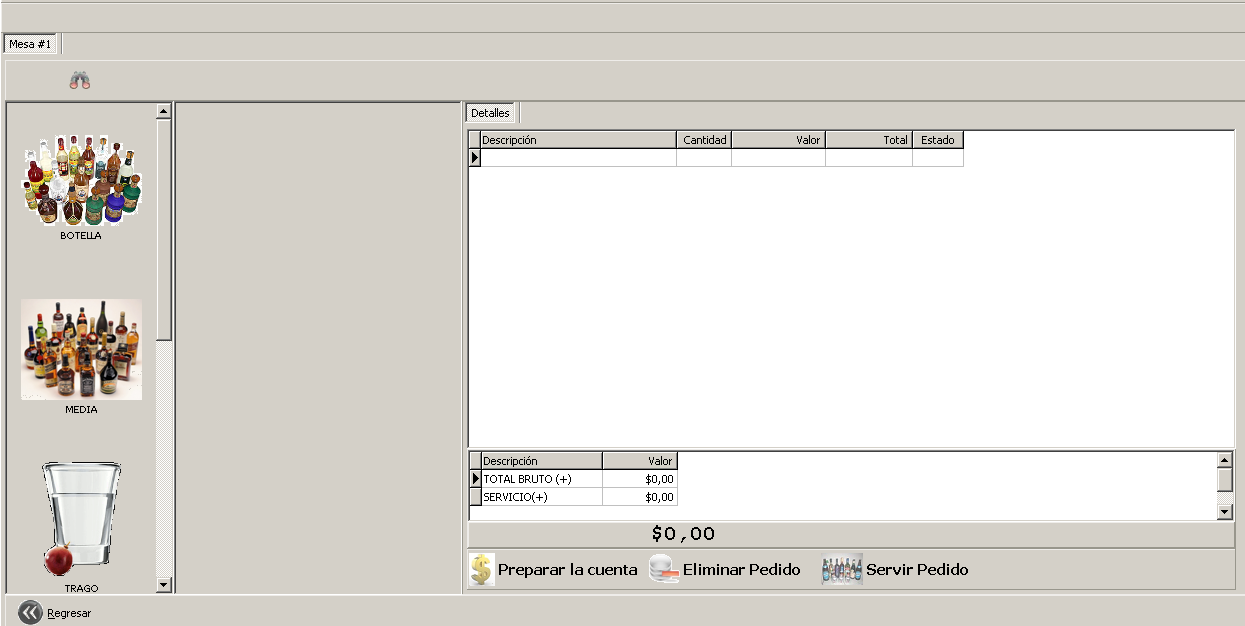 Mesa #1
Detalles
Descripción Cantidad Valor Total Estado
BOTELLA
MEDIA
TRAGO
Descripción Valor
TOTAL BRUTO (+) $0,00
SERVICIO(+) $0,00
$0,00
Preparar la cuenta Eliminar Pedido Servir Pedido
Regresar